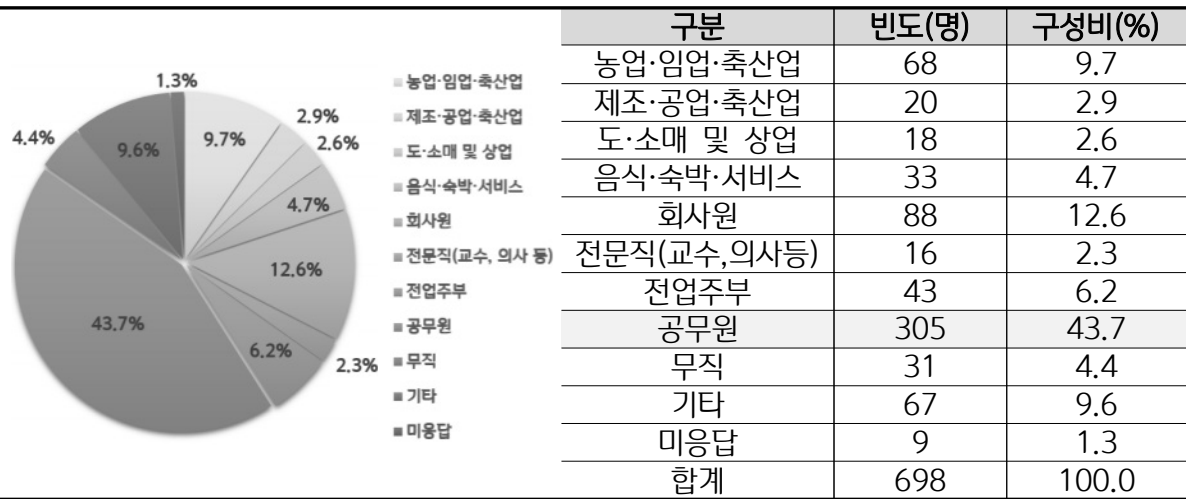 1.3%
2.9%
2.6%
4.4%
9.6%
9.7%
4.7%
12.6%
43.7%
6.2%
2.3%
농업·임업·축산업
제조·공업·축산업
도·소매 및 상업
음식·숙박·서비스
회사원
전문직(교수, 의사 등)
전업주부
공무원
무직
기타
미응답
구분 빈도(명) 구성비(%)
농업·임업·축산업 68 9.7
제조·공업·축산업 20 2.9
도·소매 및 상업 18 2.6
음식·숙박·서비스 33 4.7
회사원 88 12.6
전문직(교수,의사등) 16 2.3
전업주부 43 6.2
공무원 305 43.7
무직 31 4.4
기타 67 9.6
미응답 9 1.3
합계 698 100.0